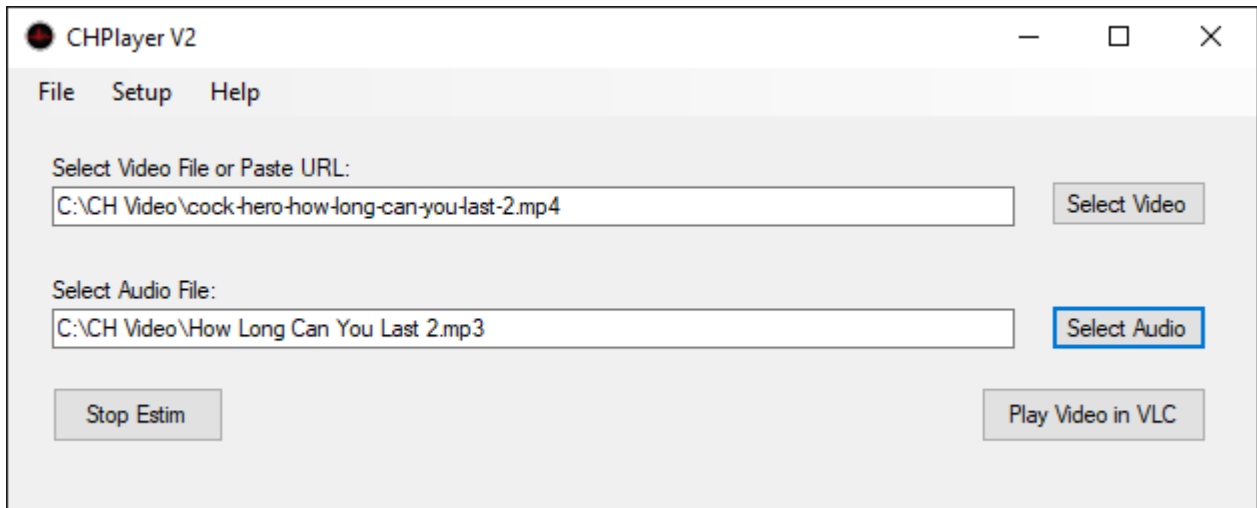 CHPlayer V2
File Setup Help
Select Video File or Paste URL:
C:\CH Video\cock-hero-how-long-can-you-last-2.mp4
Select Video
Select Audio File:
C:\CH Video\How Long Can You Last 2.mp3
Select Audio
Stop Estim
Play Video in VLC